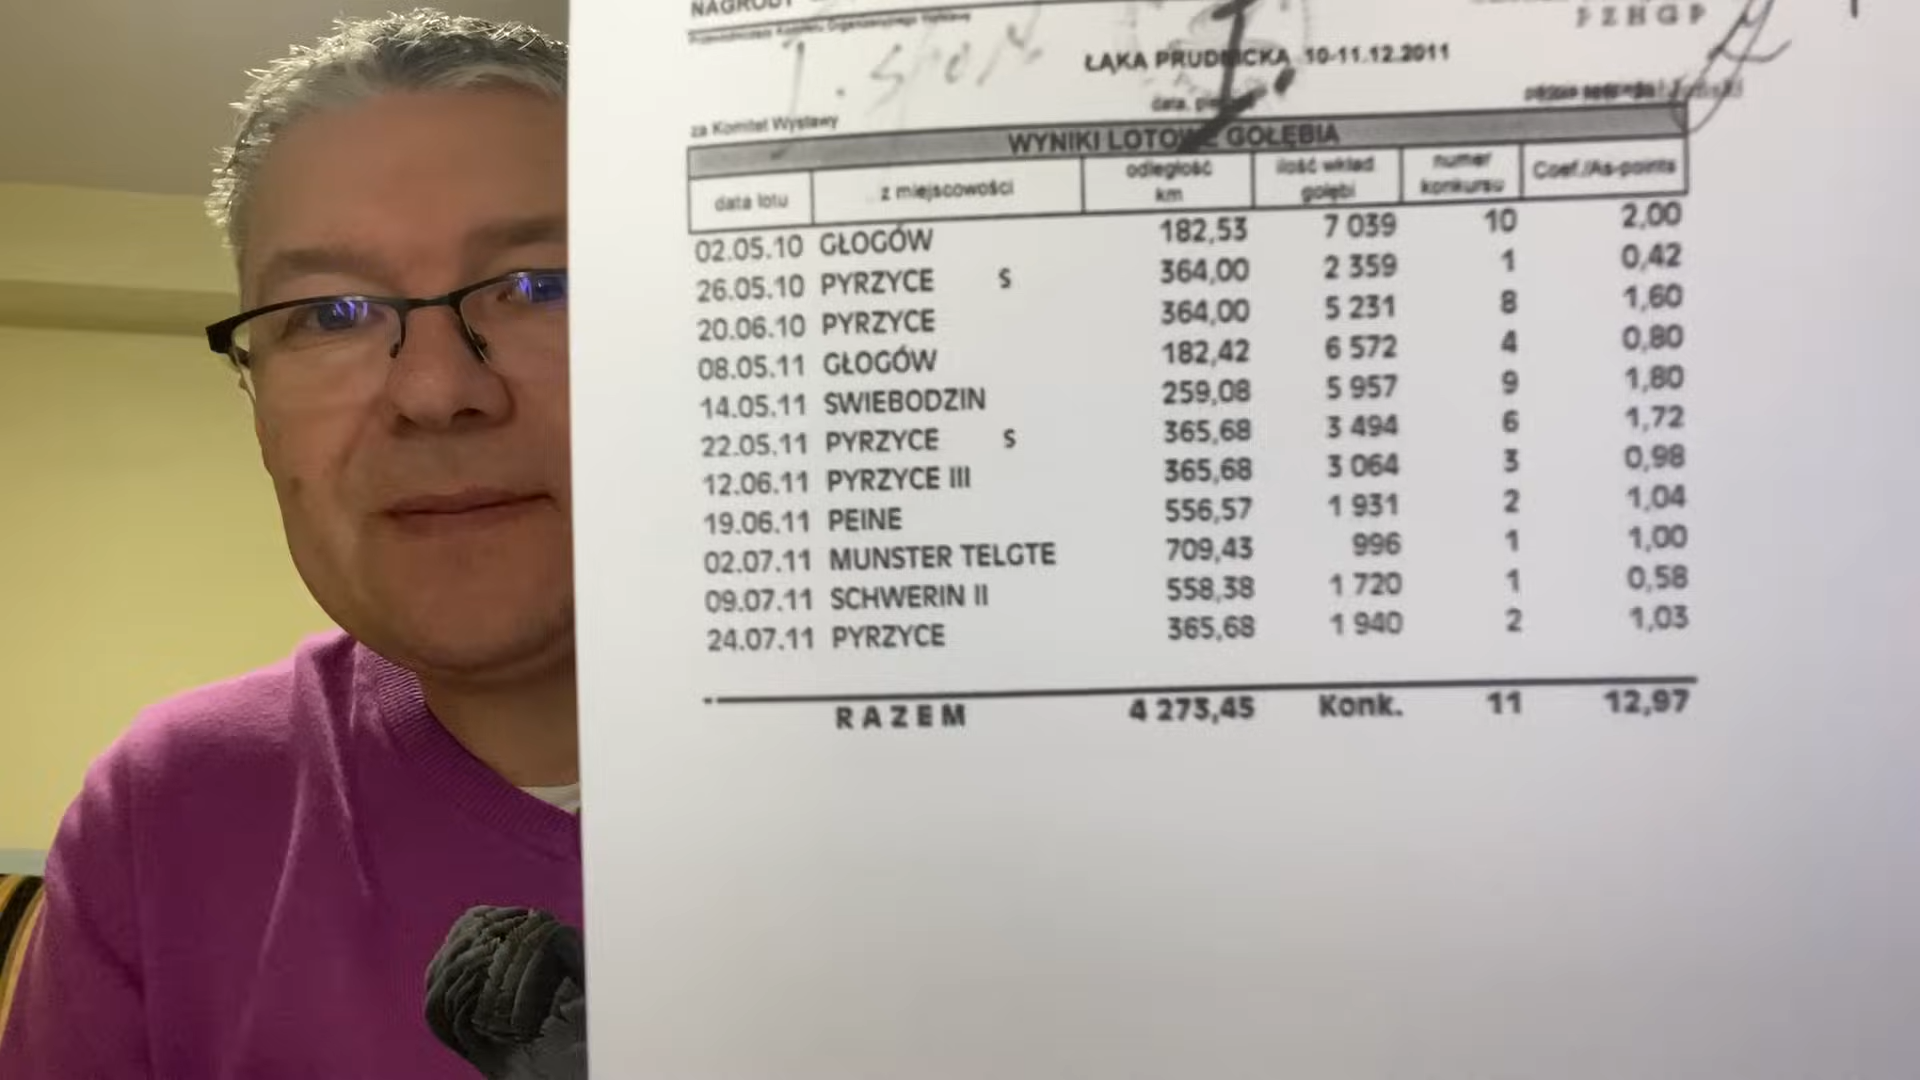 NAGRODY
Przewodniczący Komitetu Organizacyjnego Wystawy
PZHGP
I.
ŁĄKA PRUDNICKA 10-11.12.2011
za Komitet Wystawy
WYNIKI LOTOWE GOŁĘBIA
data lotu z miejscowości odległość km ilość wkład gołębi numer konkursu Coef./As-points
02.05.10 GŁOGÓW 182,53 7 039 10 2,00
26.05.10 PYRZYCE S 364,00 2 359 1 0,42
20.06.10 PYRZYCE 364,00 5 231 8 1,60
08.05.11 GŁOGÓW 182,42 6 572 4 0,80
14.05.11 SWIEBODZIN 259,08 5 957 9 1,80
22.05.11 PYRZYCE S 365,68 3 494 6 1,72
12.06.11 PYRZYCE III 365,68 3 064 3 0,98
19.06.11 PEINE 556,57 1 931 2 1,04
02.07.11 MUNSTER TELGTE 709,43 996 1 1,00
09.07.11 SCHWERIN II 558,38 1 720 1 0,58
24.07.11 PYRZYCE 365,68 1 940 2 1,03
RAZEM 4 273,45 Konk. 11 12,97